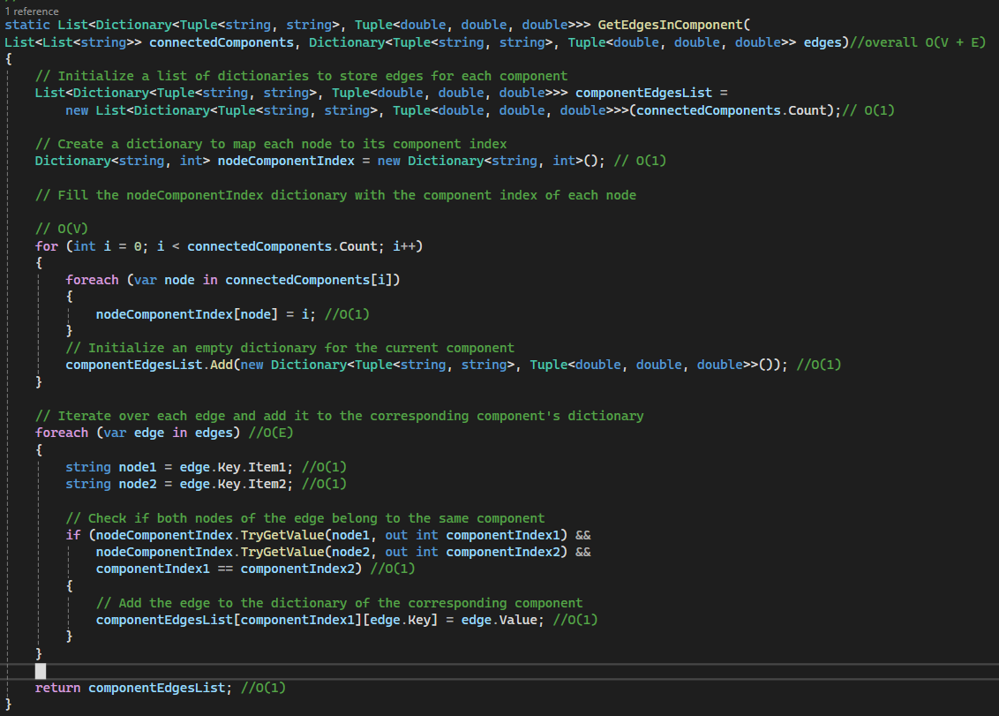 1 reference
static List<Dictionary<Tuple<string, string>, Tuple<double, double, double>>> GetEdgesInComponent(
List<List<string>> connectedComponents, Dictionary<Tuple<string, string>, Tuple<double, double, double>> edges)//overall O(V + E)
{
// Initialize a list of dictionaries to store edges for each component
List<Dictionary<Tuple<string, string>, Tuple<double, double, double>>> componentEdgesList =
new List<Dictionary<Tuple<string, string>, Tuple<double, double, double>>>(connectedComponents.Count);// O(1)
// Create a dictionary to map each node to its component index
Dictionary<string, int> nodeComponentIndex = new Dictionary<string, int>(); // O(1)
// Fill the nodeComponentIndex dictionary with the component index of each node
// O(V)
for (int i = 0; i < connectedComponents.Count; i++)
{
foreach (var node in connectedComponents[i])
{
nodeComponentIndex[node] = i; //O(1)
}
// Initialize an empty dictionary for the current component
componentEdgesList.Add(new Dictionary<Tuple<string, string>, Tuple<double, double, double>>()); //O(1)
}
// Iterate over each edge and add it to the corresponding component's dictionary
foreach (var edge in edges) //O(E)
{
string node1 = edge.Key.Item1; //O(1)
string node2 = edge.Key.Item2; //O(1)
// Check if both nodes of the edge belong to the same component
if (nodeComponentIndex.TryGetValue(node1, out int componentIndex1) &&
nodeComponentIndex.TryGetValue(node2, out int componentIndex2) &&
componentIndex1 == componentIndex2) //O(1)
{
// Add the edge to the dictionary of the corresponding component
componentEdgesList[componentIndex1][edge.Key] = edge.Value; //O(1)
}
}
return componentEdgesList; //O(1)
}